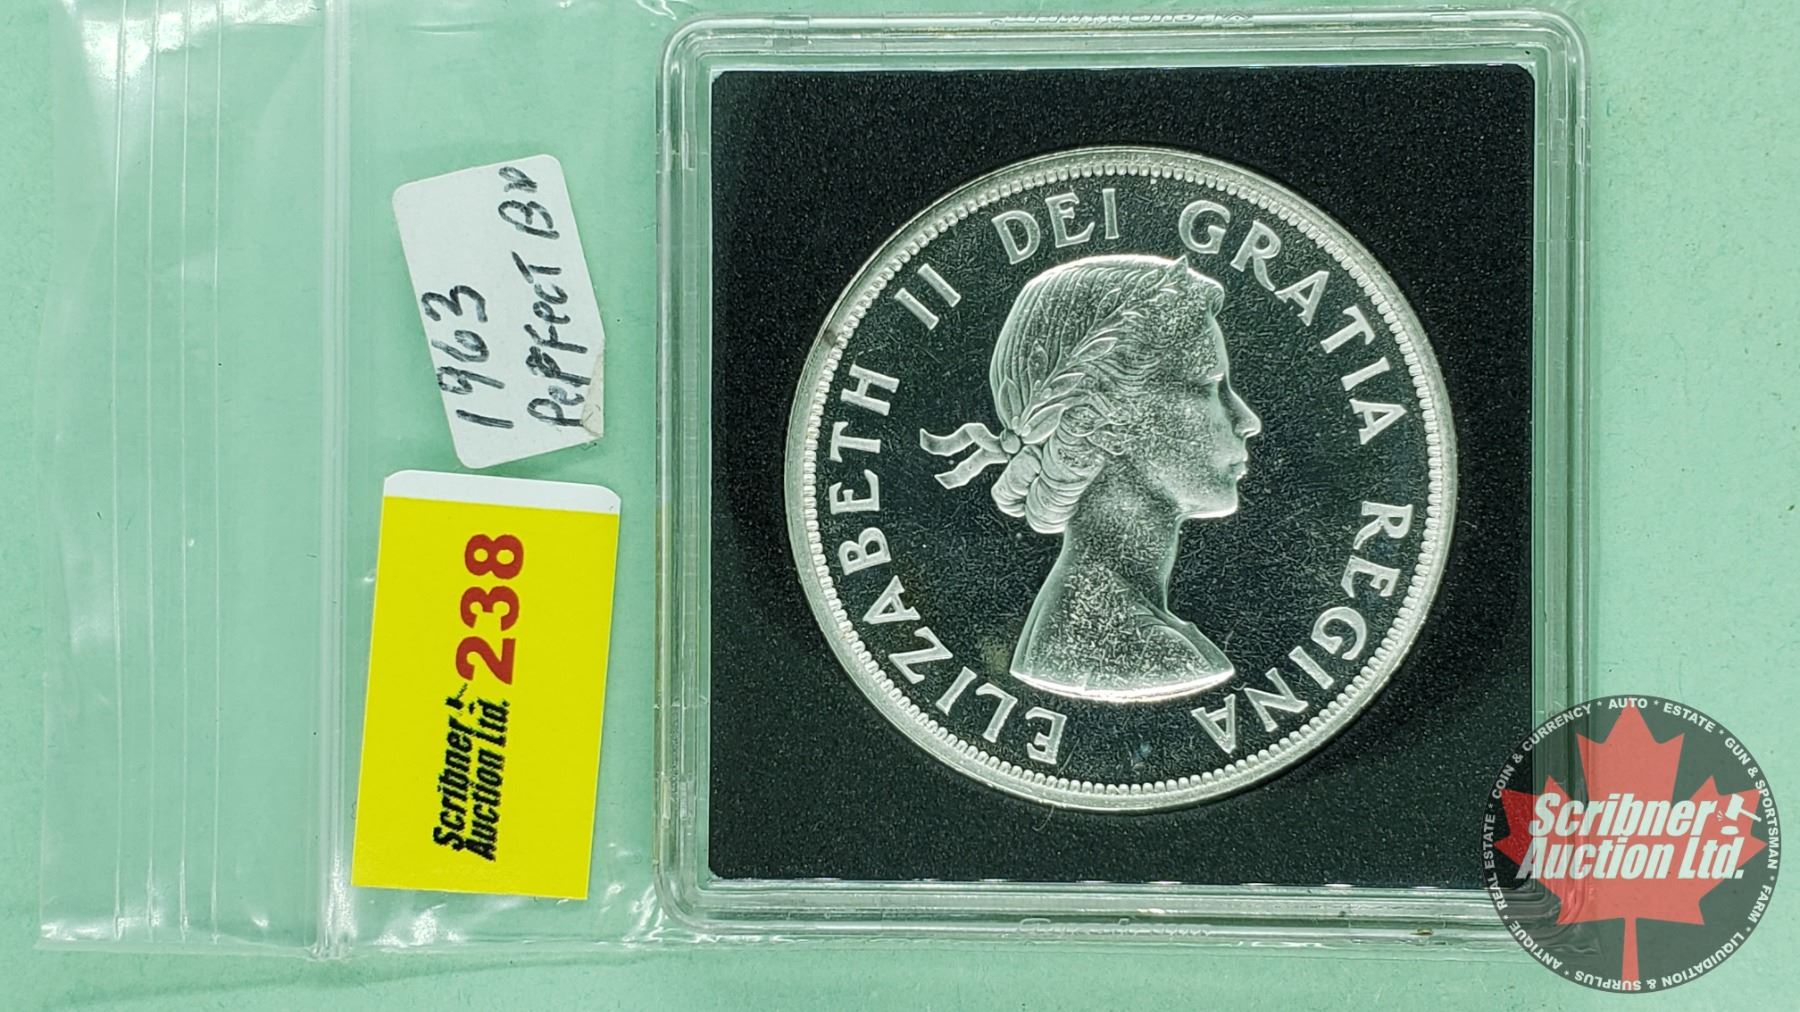 1963
PERFECT BU
238
Scribner
Auction Ltd.
ELIZABETH II DEI GRATIA REGINA
REAL ESTATE * COIN & CURRENCY * AUTO * ESTATE * GUN & SPORTSMAN * FARM * LIQUIDATION & SURPLUS * ANTIQUE *
Scribner
Auction Ltd.